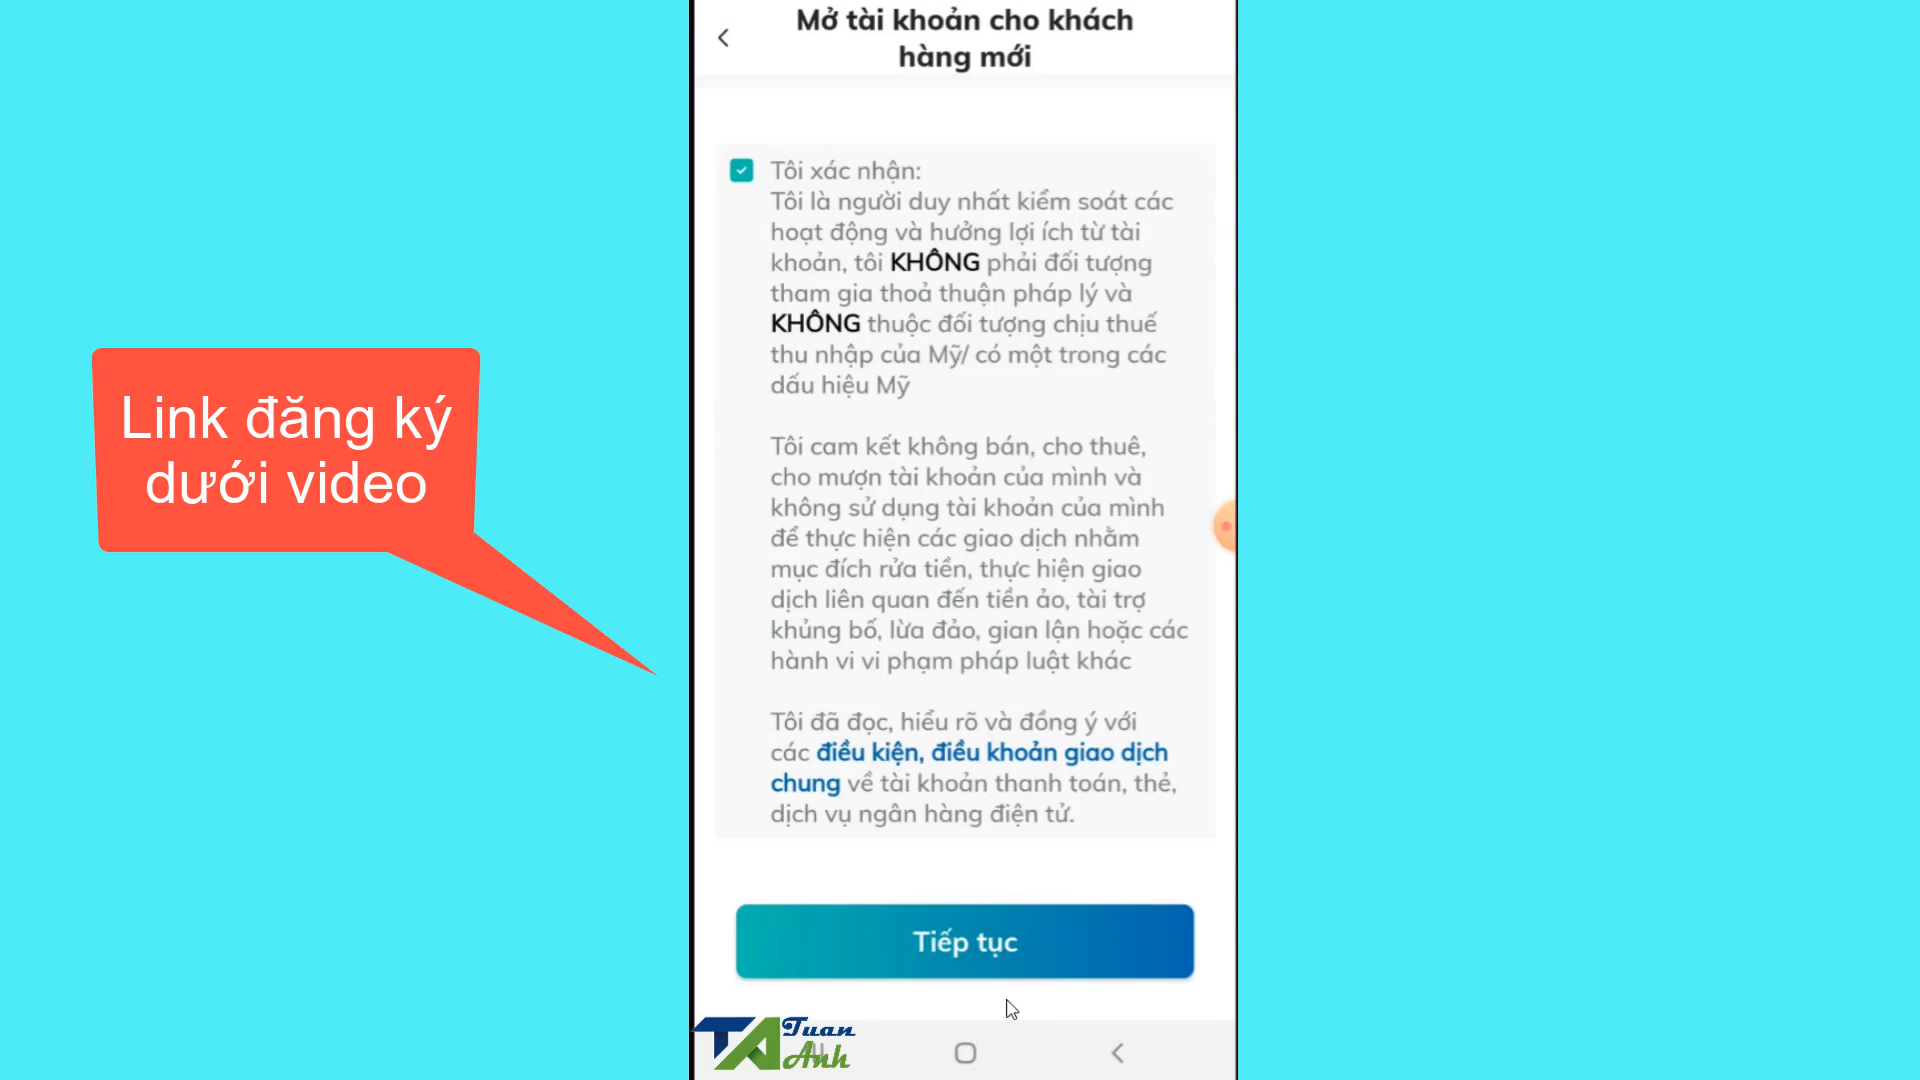 Mở tài khoản cho khách
hàng mới
Tôi xác nhận:
Tôi là người duy nhất kiểm soát các
hoạt động và hưởng lợi ích từ tài
khoản, tôi KHÔNG phải đối tượng
tham gia thoả thuận pháp lý và
KHÔNG thuộc đối tượng chịu thuế
thu nhập của Mỹ/ có một trong các
dấu hiệu Mỹ
Tôi cam kết không bán, cho thuê,
cho mượn tài khoản của mình và
không sử dụng tài khoản của mình
để thực hiện các giao dịch nhằm
mục đích rửa tiền, thực hiện giao
dịch liên quan đến tiền ảo, tài trợ
khủng bố, lừa đảo, gian lận hoặc các
hành vi vi phạm pháp luật khác
Tôi đã đọc, hiểu rõ và đồng ý với
các điều kiện, điều khoản giao dịch
chung về tài khoản thanh toán, thẻ,
dịch vụ ngân hàng điện tử.
Tiếp tục
Link đăng ký
dưới video
TA Tuan
Anh